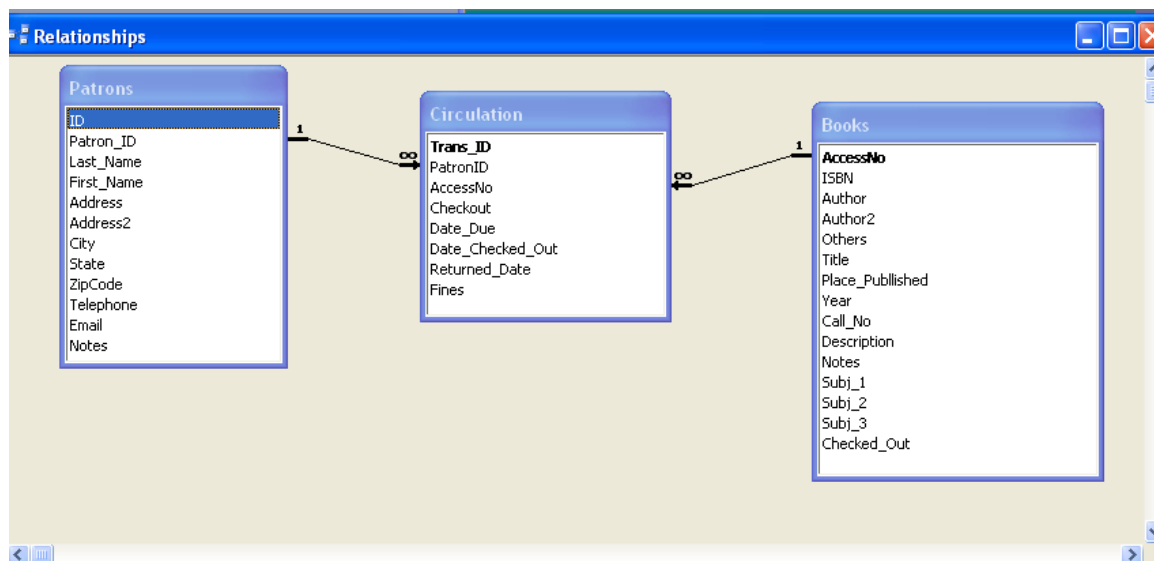 Relationships
Patrons
ID
Patron_ID
Last_Name
First_Name
Address
Address2
City
State
ZipCode
Telephone
Email
Notes
1
∞
Circulation
Trans_ID
PatronID
AccessNo
Checkout
Date_Due
Date_Checked_Out
Returned_Date
Fines
∞
1
Books
AccessNo
ISBN
Author
Author2
Others
Title
Place_Publlished
Year
Call_No
Description
Notes
Subj_1
Subj_2
Subj_3
Checked_Out